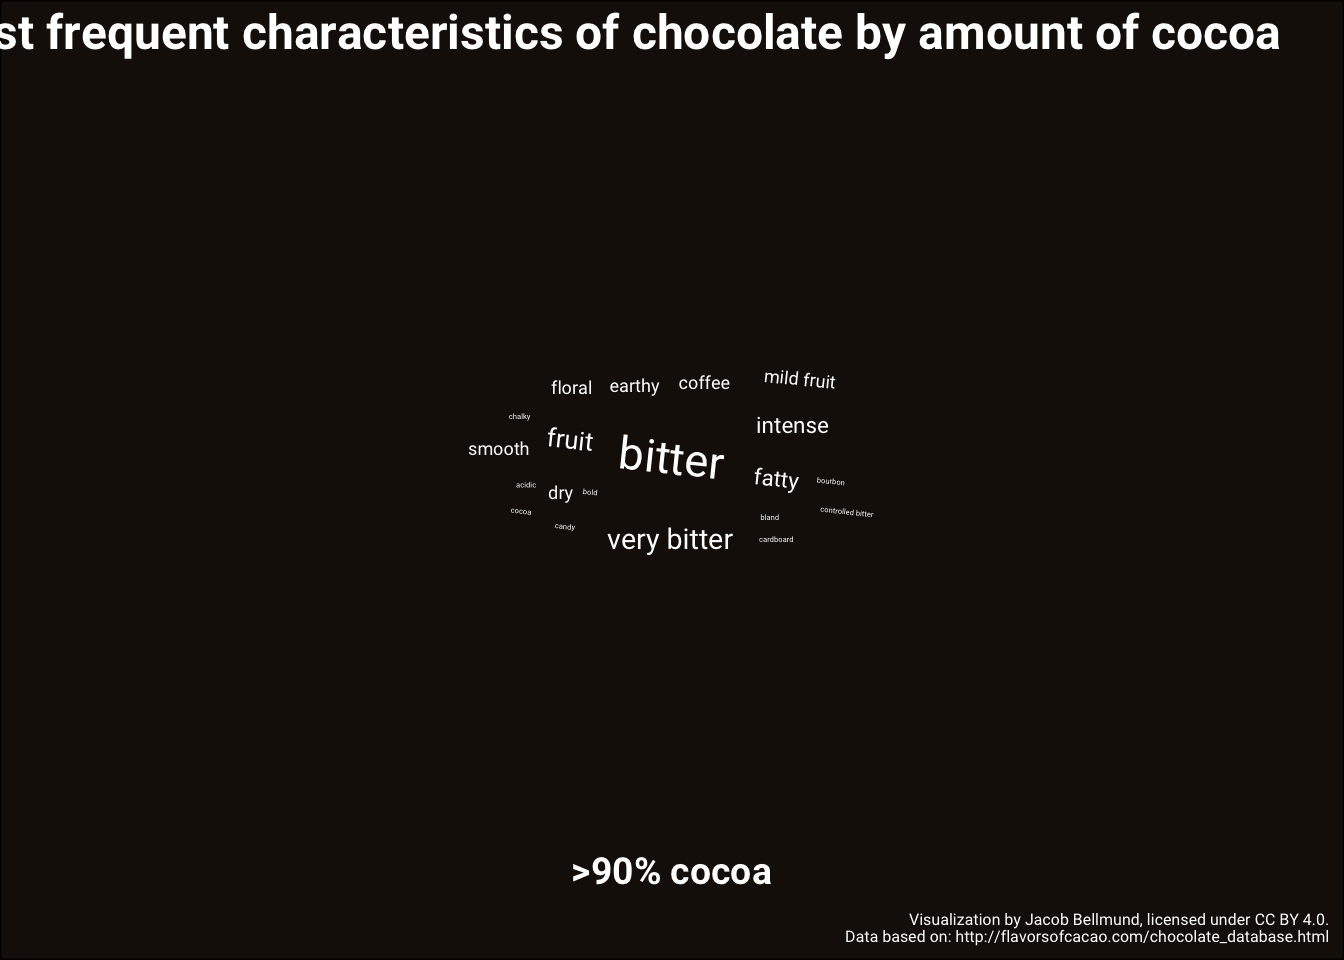 st frequent characteristics of chocolate by amount of cocoa
floral earthy coffee mild fruit
chalky
intense
smooth fruit bitter
fatty bourbon
acidic dry bold
cocoa
controlled bitter
bland
candy
very bitter cardboard
>90% cocoa
Visualization by Jacob Bellmund, licensed under CC BY 4.0.
Data based on: http://flavorsofcacao.com/chocolate_database.html